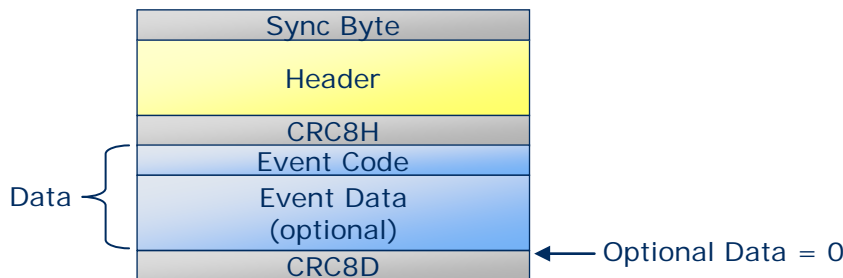 Sync Byte
Header
CRC8H
Event Code
Data
Event Data
(optional)
Optional Data = 0
CRC8D